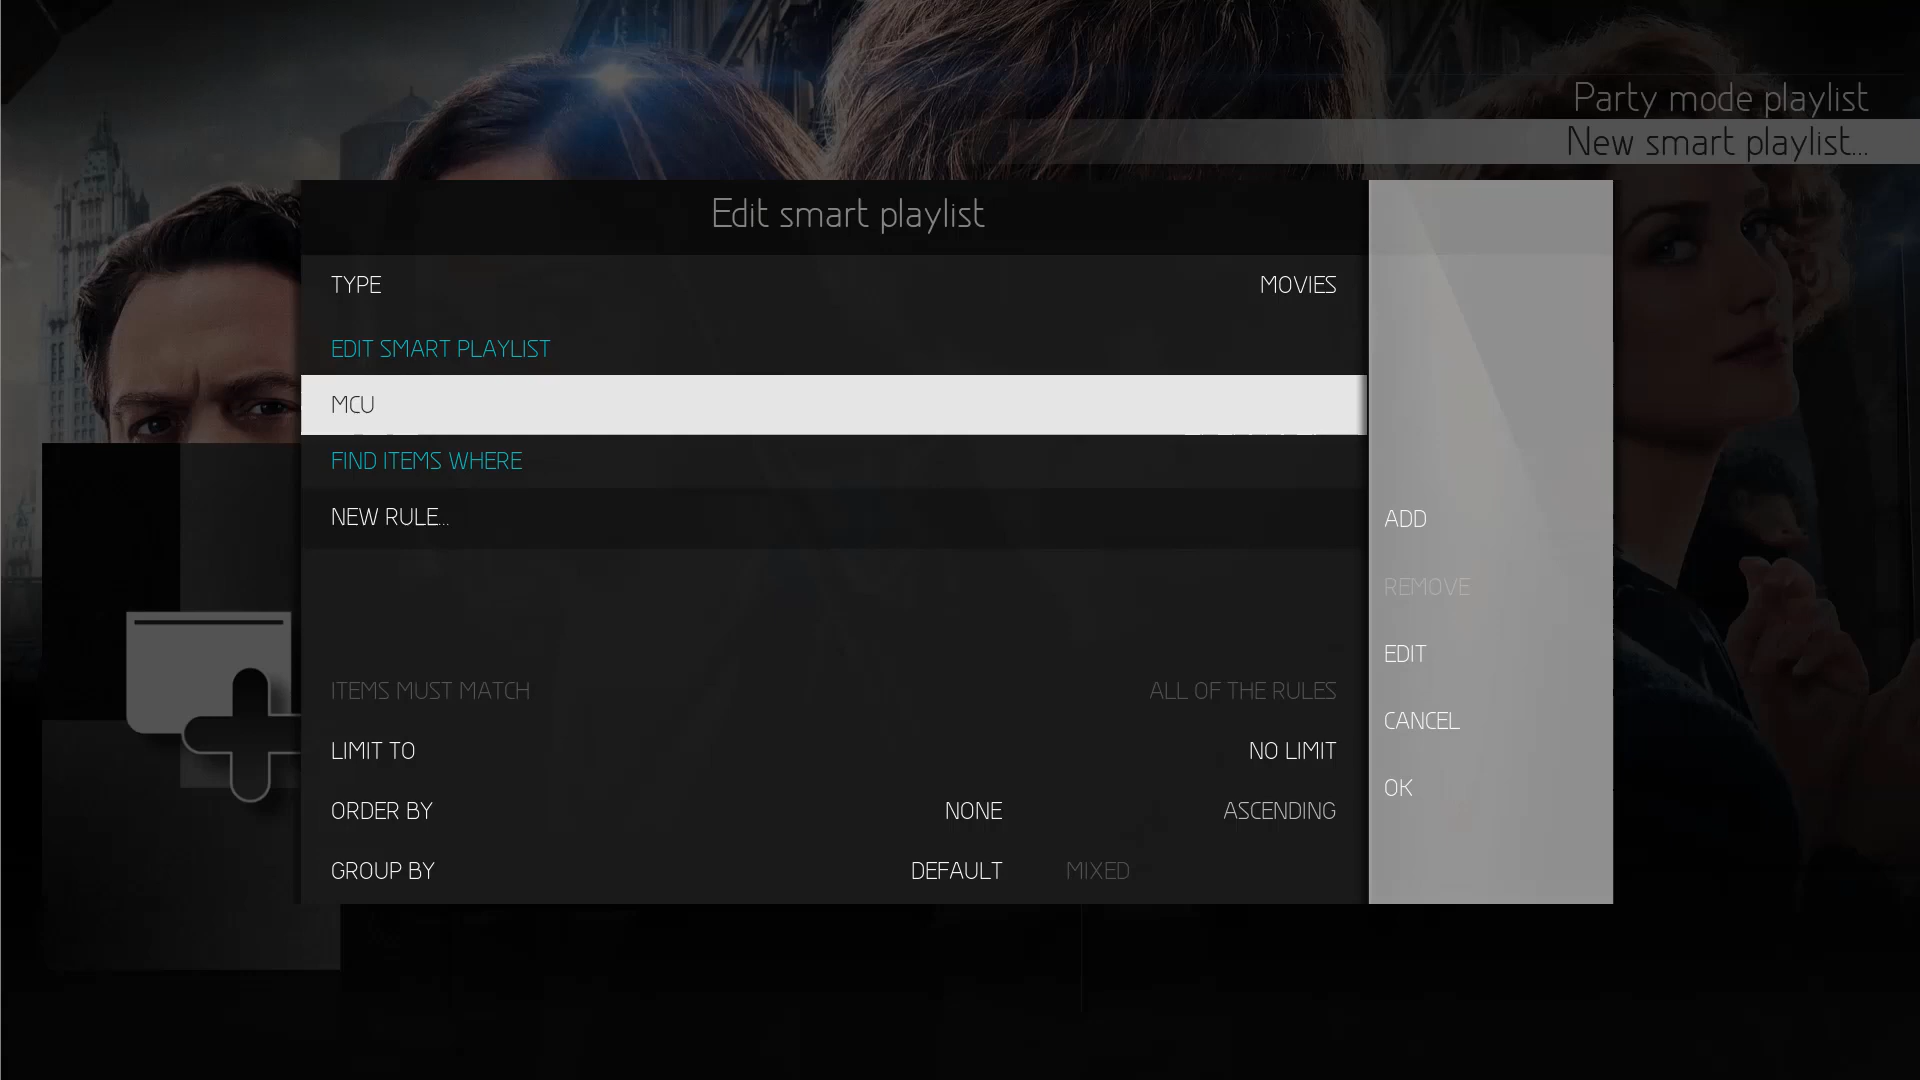 Party mode playlist
New smart playlist...
Edit smart playlist
TYPE MOVIES
EDIT SMART PLAYLIST
MCU
FIND ITEMS WHERE
NEW RULE...
ITEMS MUST MATCH ALL OF THE RULES
LIMIT TO NO LIMIT
ORDER BY NONE ASCENDING
GROUP BY DEFAULT MIXED
ADD
REMOVE
EDIT
CANCEL
OK